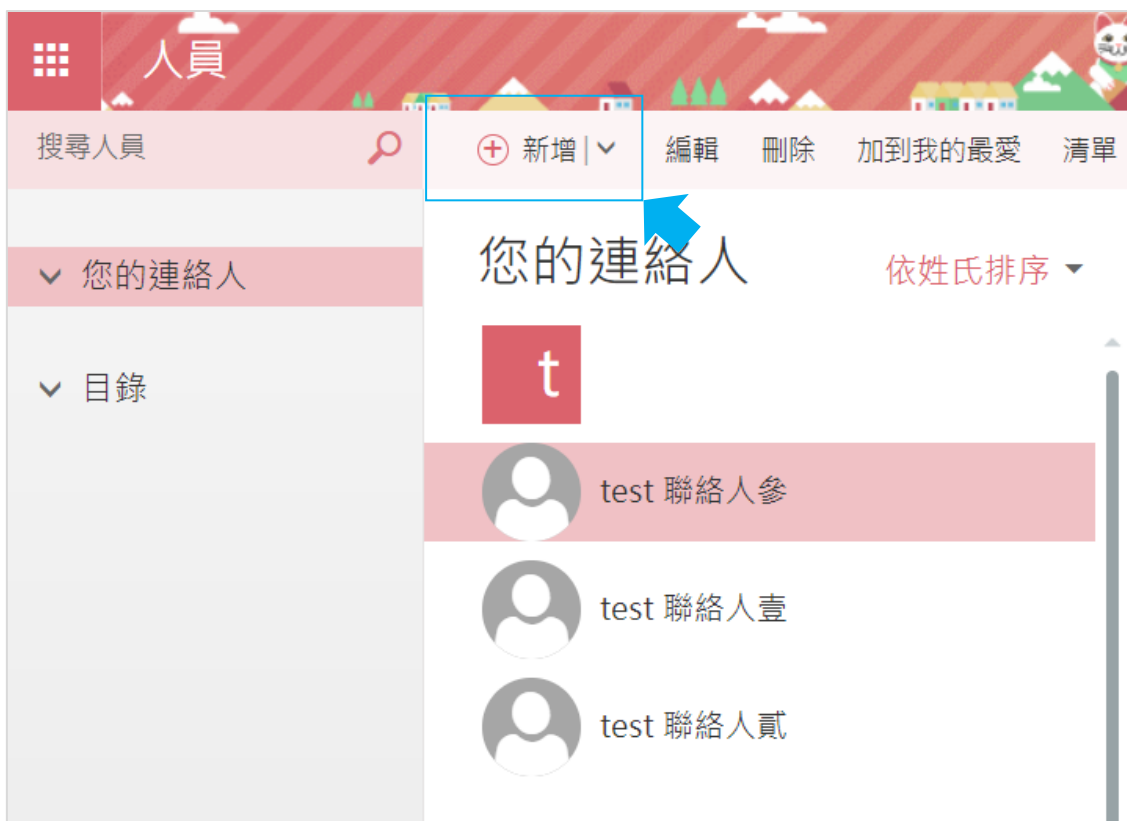 人員
搜尋人員
新增 | 編輯 刪除 加到我的最愛 清單
您的連絡人
目錄
您的連絡人 依姓氏排序
t
test 聯絡人參
test 聯絡人壹
test 聯絡人貳